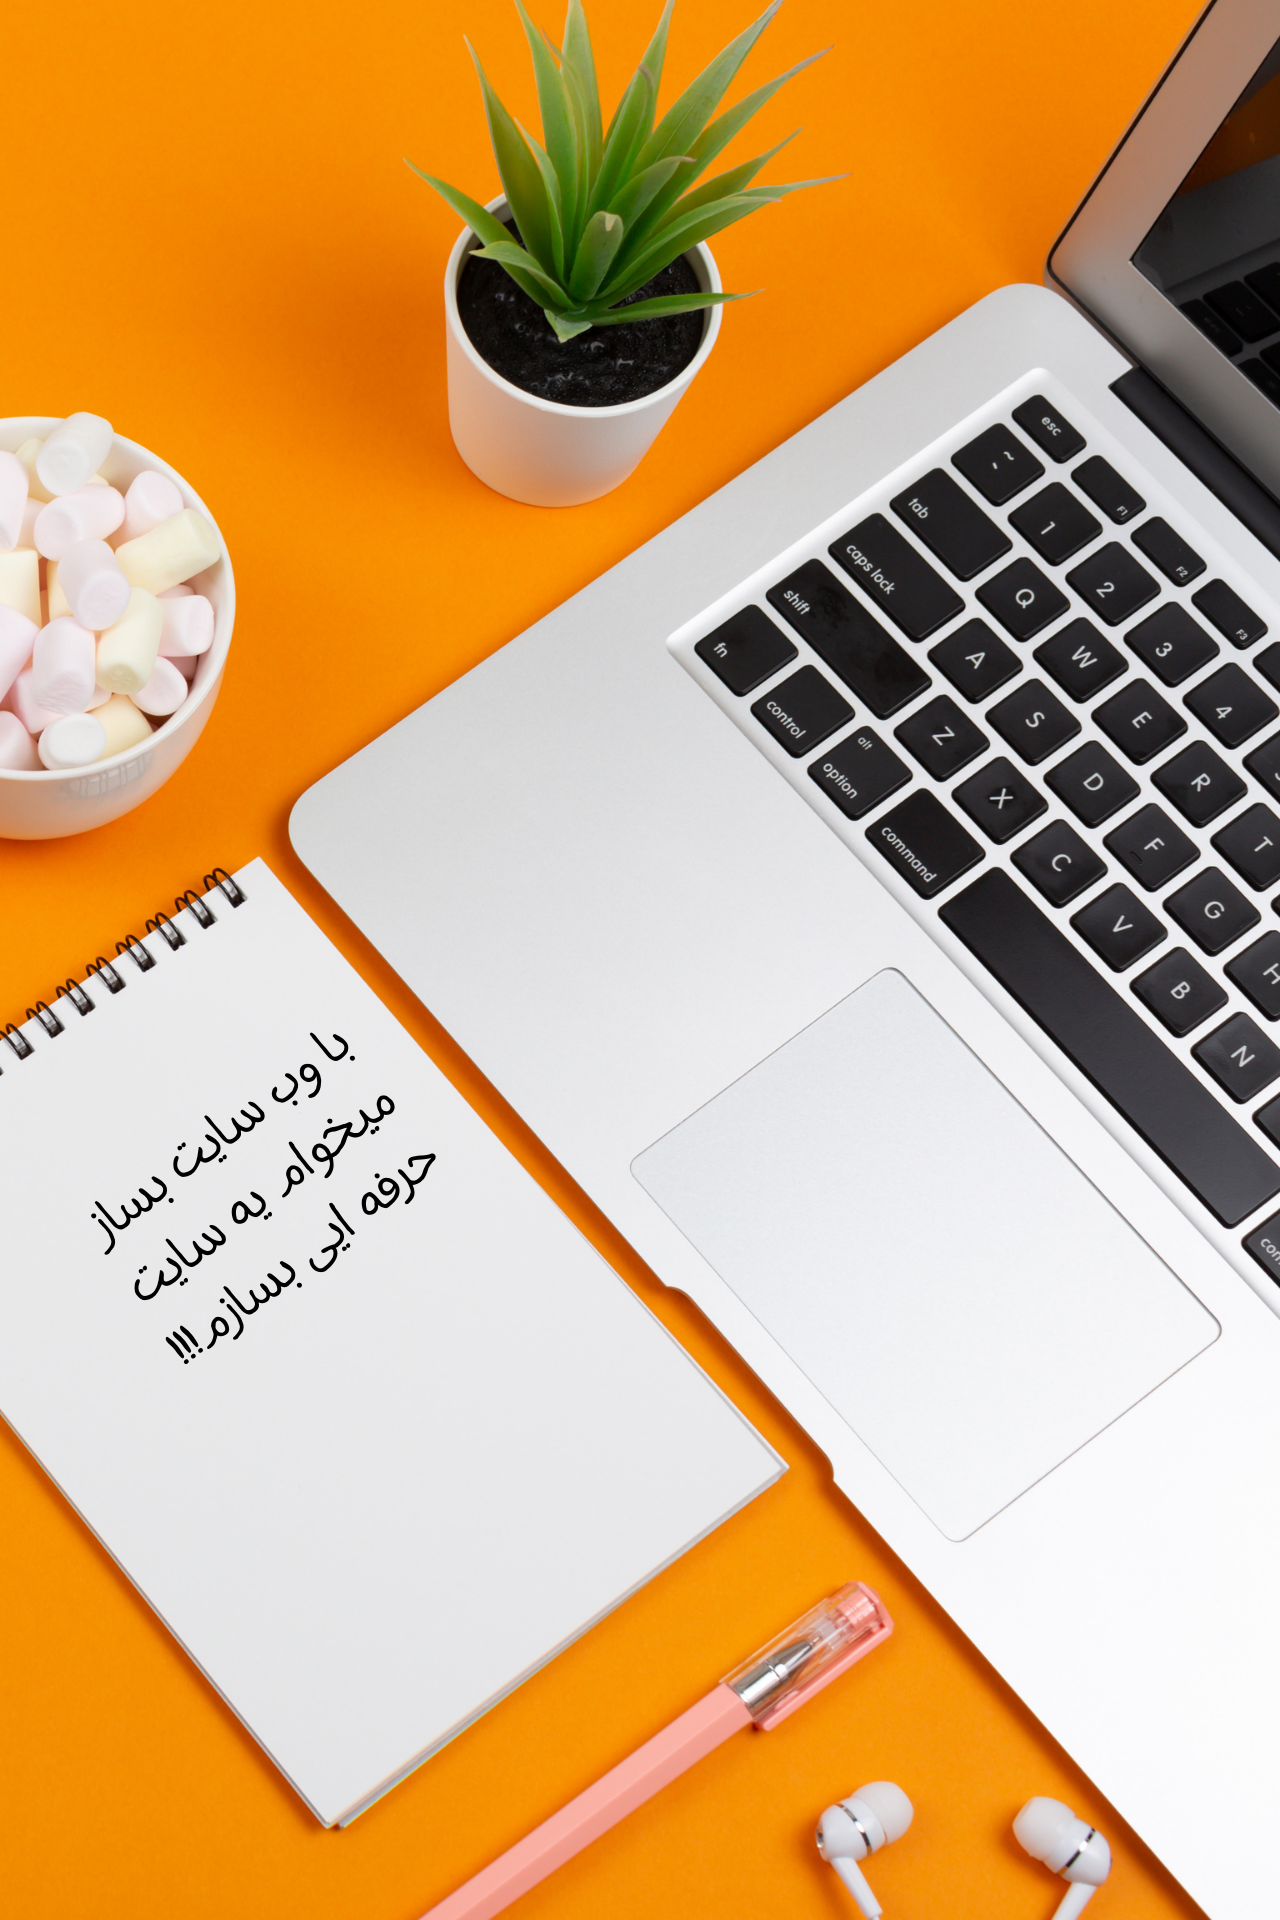 با وب سایت بساز
میخوام یه سایت
حرفه ایی بسازم!!!
esc
~
F1
F2
F3
tab
1
2
3
4
caps lock
Q
W
E
R
T
shift
A
S
D
F
G
H
fn
Z
X
C
V
B
N
control
alt
option
command
com